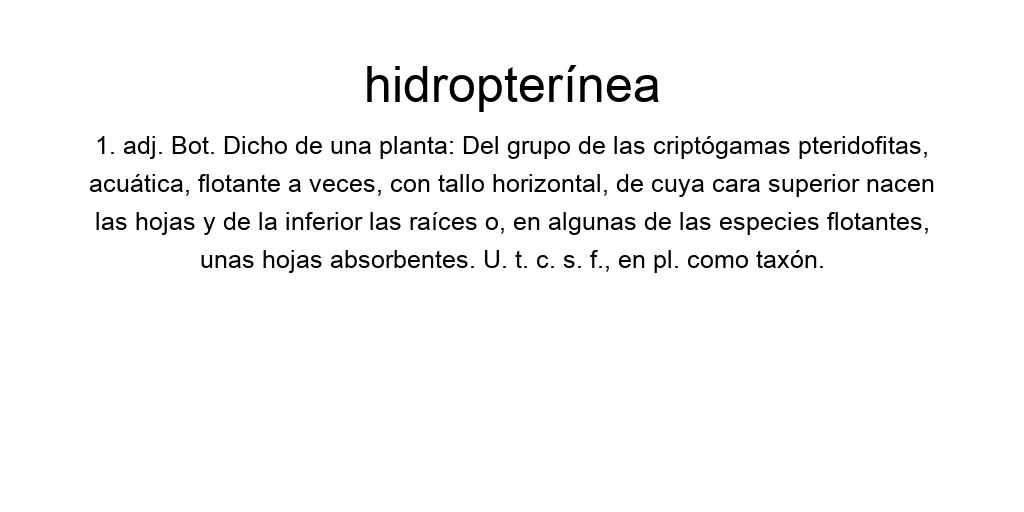 hidropterínea
1. adj. Bot. Dicho de una planta: Del grupo de las criptógamas pteridofitas,
acuática, flotante a veces, con tallo horizontal, de cuya cara superior nacen
las hojas y de la inferior las raíces o, en algunas de las especies flotantes,
unas hojas absorbentes. U. t. c. s. f., en pl. como taxón.